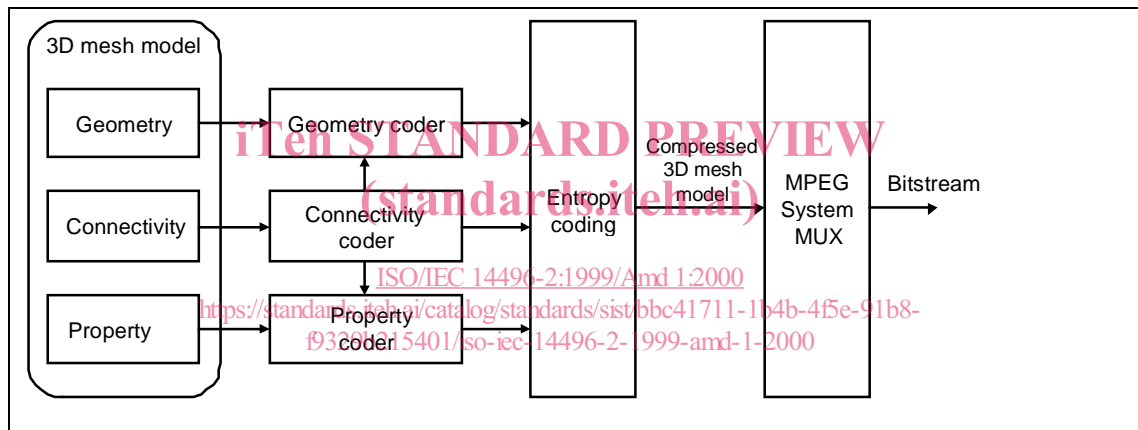 3D mesh model
Geometry
Geometry coder
Connectivity
Connectivity
coder
Property
Property
coder
Entropy
coding
Compressed
3D mesh
model
MPEG
System
MUX
Bitstream
iTeh STANDARD PREVIEW
(standards.iteh.ai)
ISO/IEC 14496-2:1999/Amd 1:2000
https://standards.iteh.ai/catalog/standards/sist/bbc41711-1b4b-4f5e-91b8-
f9329b215401/iso-iec-14496-2-1999-amd-1-2000